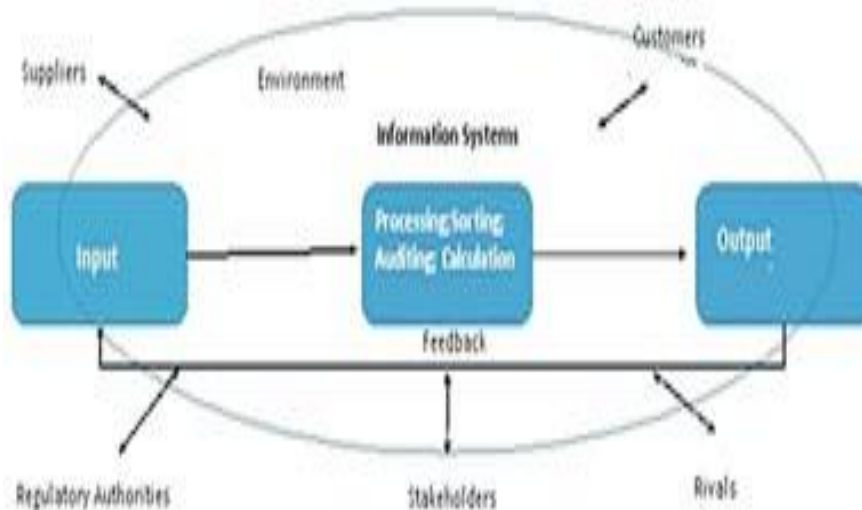 Customers
Suppliers
Environment
Information Systems
Input
Processing;Sorting;
Auditing; Calculation
Output
Feedback
Regulatory Authorities
Stakeholders
Rivals